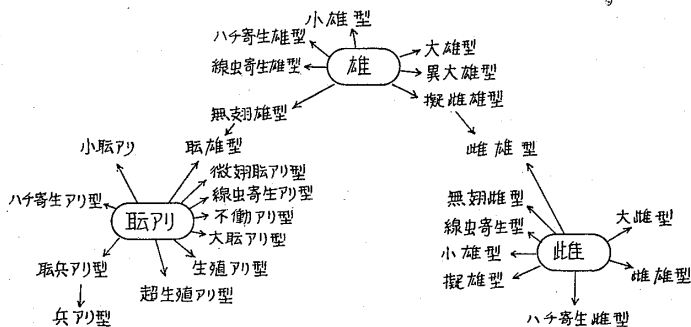 小雄型
ハチ寄生雄型
線虫寄生雄型
雄
大雄型
異大雄型
擬雌雄型
無翅雄型
職雄型
雌雄型
小職アリ
微翅職アリ型
線虫寄生アリ型
不働アリ型
大職アリ型
ハチ寄生アリ型
職アリ
職兵アリ型
兵アリ型
超生殖アリ型
生殖アリ型
無翅雌型
線虫寄生型
小雄型
擬雄型
雌
大雌型
雌雄型
ハチ寄生雌型